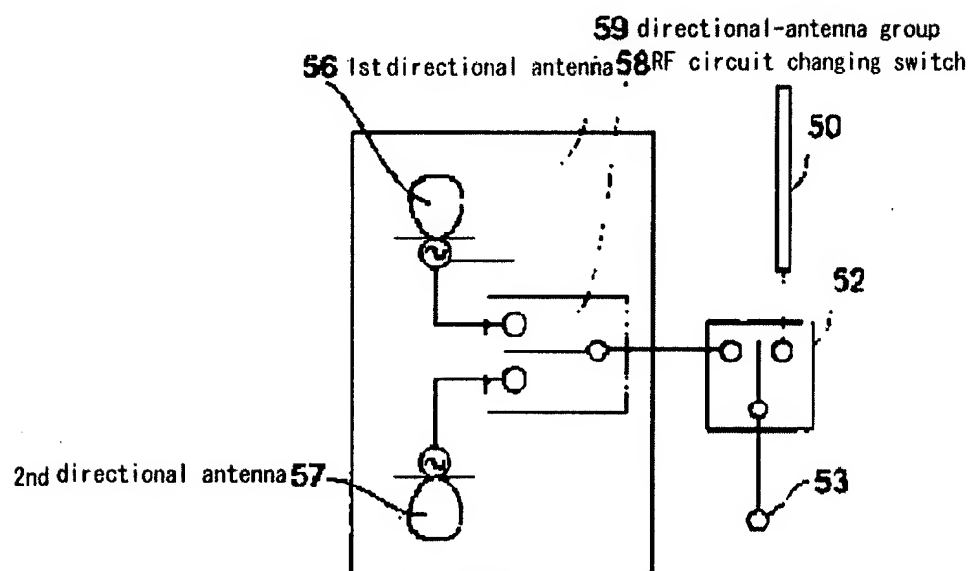 59 directional-antenna group
56 1st directional antenna 58 RF circuit changing switch
50
52
2nd directional antenna 57
53